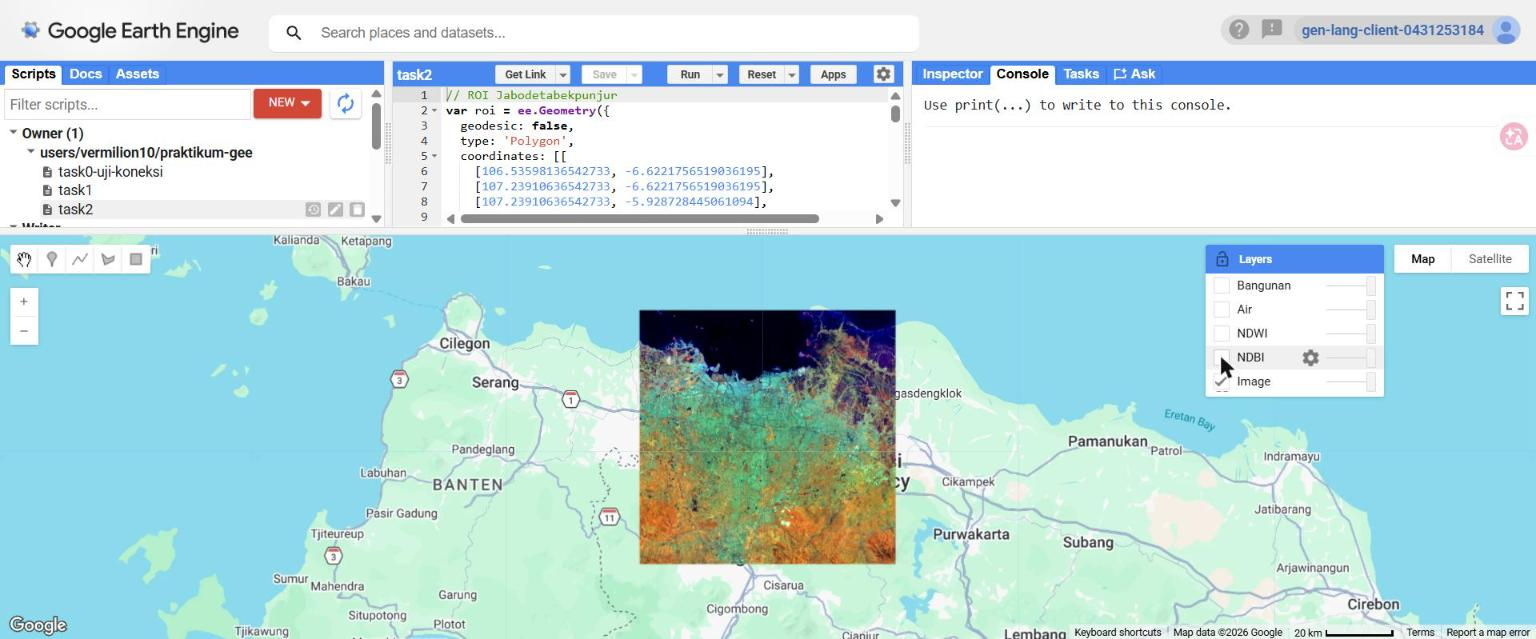 Google Earth Engine
Search places and datasets...
gen-lang-client-0431253184
Scripts Docs Assets
Filter scripts...
NEW
Owner (1)
users/vermilion10/praktikum-gee
task0-uji-koneksi
task1
task2
Writer
task2
Get Link Save Run Reset Apps
1 // ROI Jabodetabekpunjur
2 var roi = ee.Geometry({
3 geodesic: false,
4 type: 'Polygon',
5 coordinates: [[
6 [106.53598136542733, -6.6221756519036195],
7 [107.23910636542733, -6.6221756519036195],
8 [107.23910636542733, -5.928728445061094],
9
Inspector Console Tasks Ask
Use print(...) to write to this console.
Layers
Bangunan
Air
NDWI
NDBI
Image
Map Satellite
Kalianda
Ketapang
Bakau
Cilegon
Serang
3
1
Pandeglang
Labuhan
BANTEN
Pasir Gadung
11
Tjiteureup
3
Sumur
Mahendra
Garung
Situpotong
Plotot
Tjikawung
gasdengklok
Cikampek
Purwakarta
Subang
Pamanukan
Patrol
Eretan Bay
Indramayu
Jatibarang
Arjawinangun
Cirebon
Cisarua
Cigombong
Cianjur
Lembang
Google
Keyboard shortcuts Map data ©2026 Google 20 km Terms Report a map error